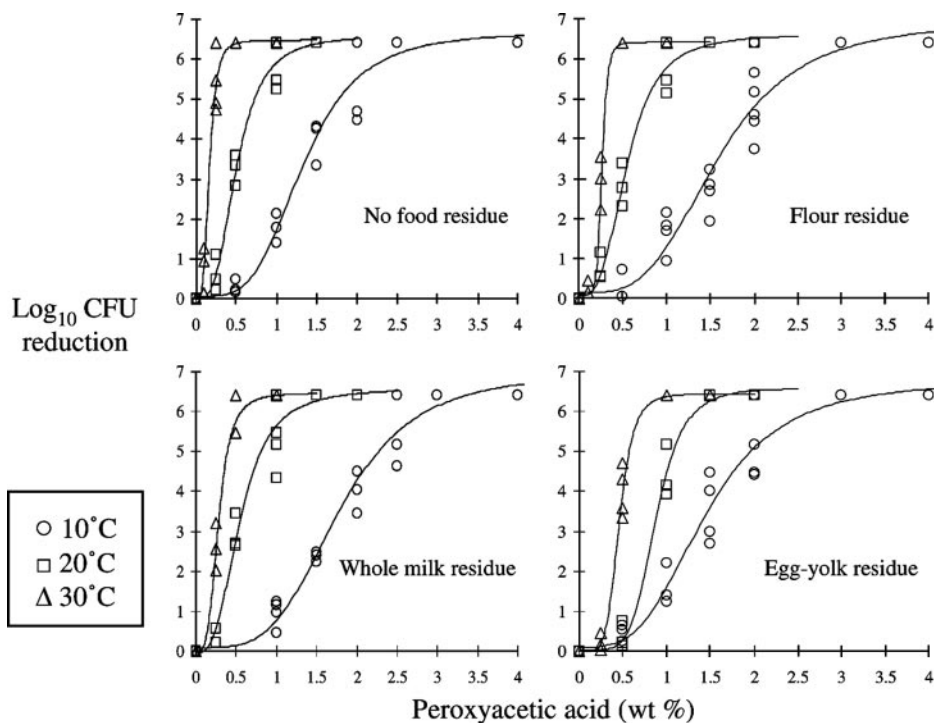 7
6
5
4
3
2
1
0
No food residue
0 0.5 1 1.5 2 2.5 3 3.5 4
7
6
5
4
3
2
1
0
Flour residue
0 0.5 1 1.5 2 2.5 3 3.5 4
Log10 CFU
reduction
7
6
5
4
3
2
1
0
Whole milk residue
0 0.5 1 1.5 2 2.5 3 3.5 4
7
6
5
4
3
2
1
0
Egg-yolk residue
0 0.5 1 1.5 2 2.5 3 3.5 4
10˚C
20˚C
30˚C
Peroxyacetic acid (wt %)